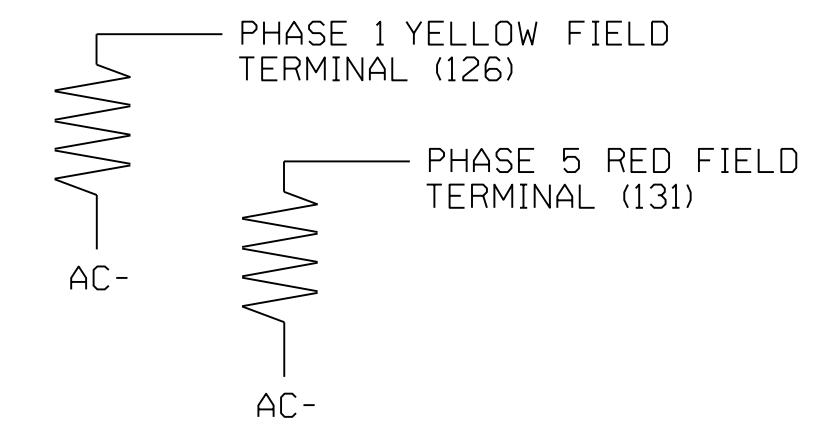 PHASE 1 YELLOW FIELD
TERMINAL (126)
AC-
PHASE 5 RED FIELD
TERMINAL (131)
AC-